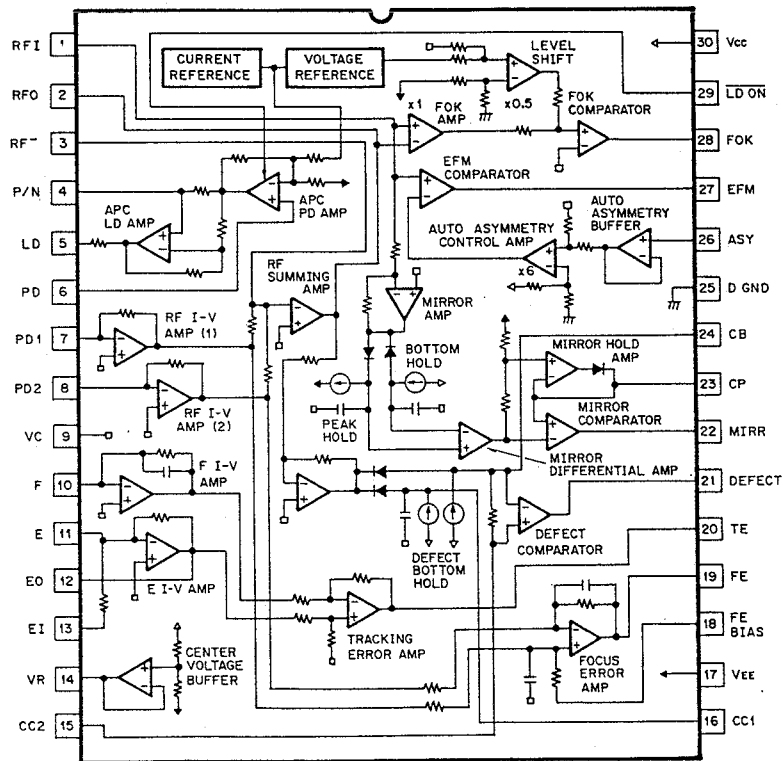 RFI 1
RFO 2
RF⁻ 3
P/N 4
LD 5
PD 6
PD1 7
PD2 8
VC 9
F 10
E 11
EO 12
EI 13
VR 14
CC2 15
30 Vcc
29 LD ON
28 FOK
27 EFM
26 ASY
25 D GND
24 CB
23 CP
22 MIRR
21 DEFECT
20 TE
19 FE
18 FE
BIAS
17 VEE
16 CC1
CURRENT
REFERENCE
VOLTAGE
REFERENCE
LEVEL
SHIFT
x1
FOK
AMP
x0.5
FOK
COMPARATOR
APC
LD AMP
APC
PD AMP
EFM
COMPARATOR
AUTO
ASYMMETRY
BUFFER
AUTO ASYMMETRY
CONTROL AMP
x6
RF
SUMMING
AMP
MIRROR
AMP
RF I-V
AMP (1)
RF I-V
AMP (2)
BOTTOM
HOLD
PEAK
HOLD
MIRROR HOLD
AMP
MIRROR
COMPARATOR
MIRROR
DIFFERENTIAL AMP
F I-V
AMP
E I-V AMP
DEFECT
BOTTOM
HOLD
DEFECT
COMPARATOR
TRACKING
ERROR AMP
CENTER
VOLTAGE
BUFFER
FOCUS
ERROR
AMP